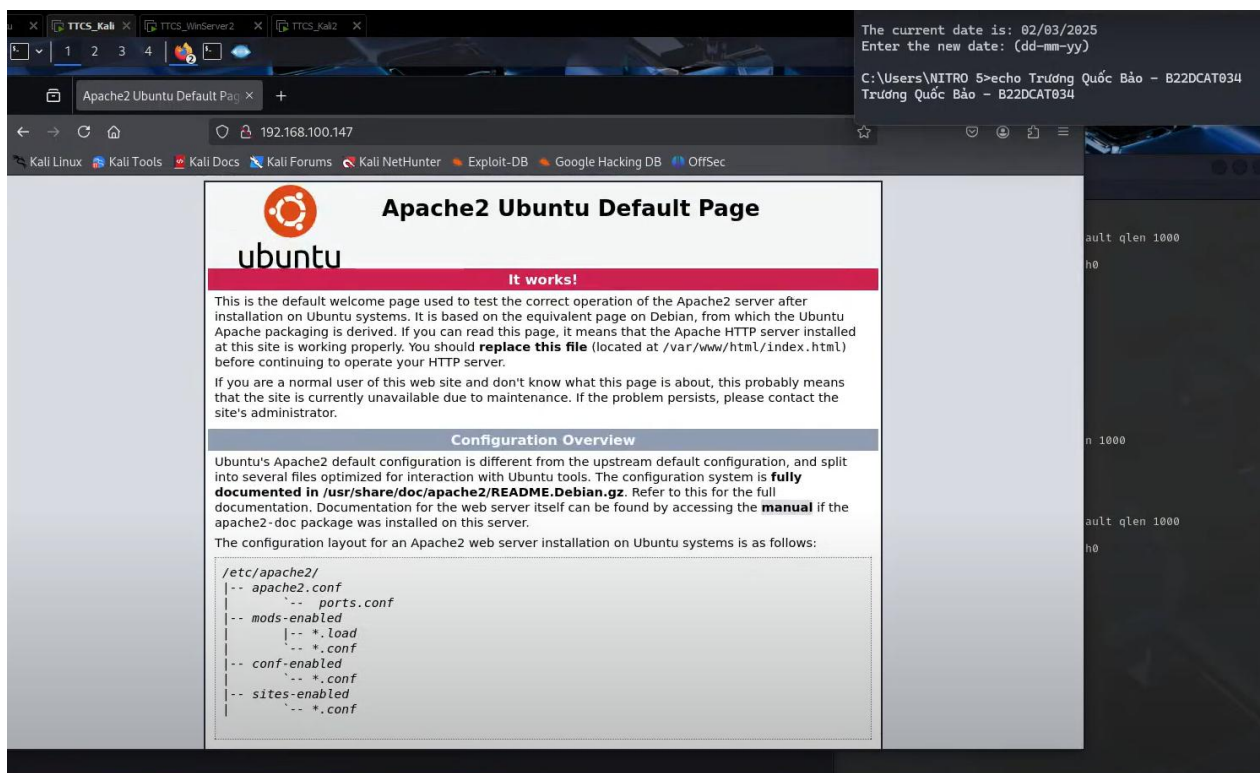 TTCS_Kali
TTCS_WinServer2
TTCS_Kali2
1 2 3 4
2
The current date is: 02/03/2025
Enter the new date: (dd-mm-yy)
C:\Users\NITRO 5>echo Trương Quốc Bảo - B22DCAT034
Trương Quốc Bảo - B22DCAT034
Apache2 Ubuntu Default Pag
192.168.100.147
Kali Linux Kali Tools Kali Docs Kali Forums Kali NetHunter Exploit-DB Google Hacking DB OffSec
ubuntu
Apache2 Ubuntu Default Page
It works!
This is the default welcome page used to test the correct operation of the Apache2 server after
installation on Ubuntu systems. It is based on the equivalent page on Debian, from which the Ubuntu
Apache packaging is derived. If you can read this page, it means that the Apache HTTP server installed
at this site is working properly. You should replace this file (located at /var/www/html/index.html)
before continuing to operate your HTTP server.
If you are a normal user of this web site and don't know what this page is about, this probably means
that the site is currently unavailable due to maintenance. If the problem persists, please contact the
site's administrator.
Configuration Overview
Ubuntu's Apache2 default configuration is different from the upstream default configuration, and split
into several files optimized for interaction with Ubuntu tools. The configuration system is fully
documented in /usr/share/doc/apache2/README.Debian.gz. Refer to this for the full
documentation. Documentation for the web server itself can be found by accessing the manual if the
apache2-doc package was installed on this server.
The configuration layout for an Apache2 web server installation on Ubuntu systems is as follows:
/etc/apache2/
|-- apache2.conf
|       `--  ports.conf
|-- mods-enabled
|       |-- *.load
|       `-- *.conf
|-- conf-enabled
|       `-- *.conf
|-- sites-enabled
|       `-- *.conf
ault qlen 1000
h0
n 1000
ault qlen 1000
h0